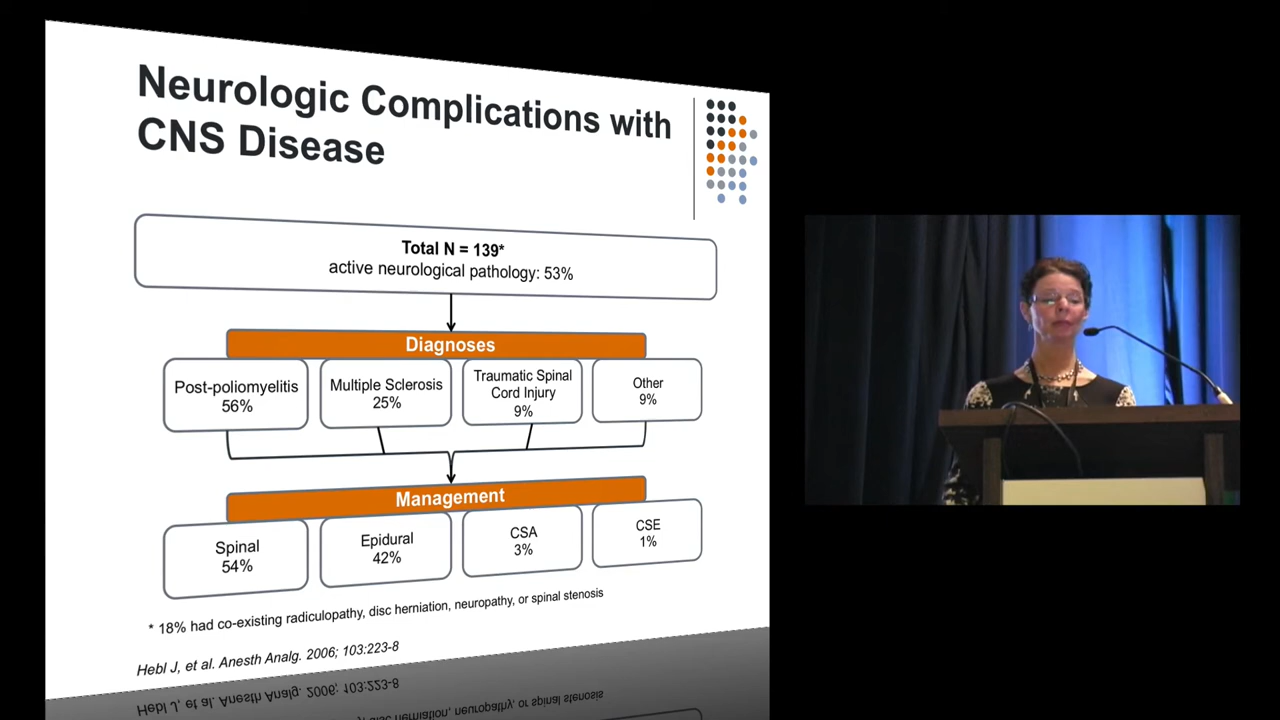 Neurologic Complications with
CNS Disease
Total N = 139*
active neurological pathology: 53%
Diagnoses
Post-poliomyelitis
56%
Multiple Sclerosis
25%
Traumatic Spinal
Cord Injury
9%
Other
9%
Management
Spinal
54%
Epidural
42%
CSA
3%
CSE
1%
* 18% had co-existing radiculopathy, disc herniation, neuropathy, or spinal stenosis
Hebl J, et al. Anesth Analg. 2006; 103:223-8